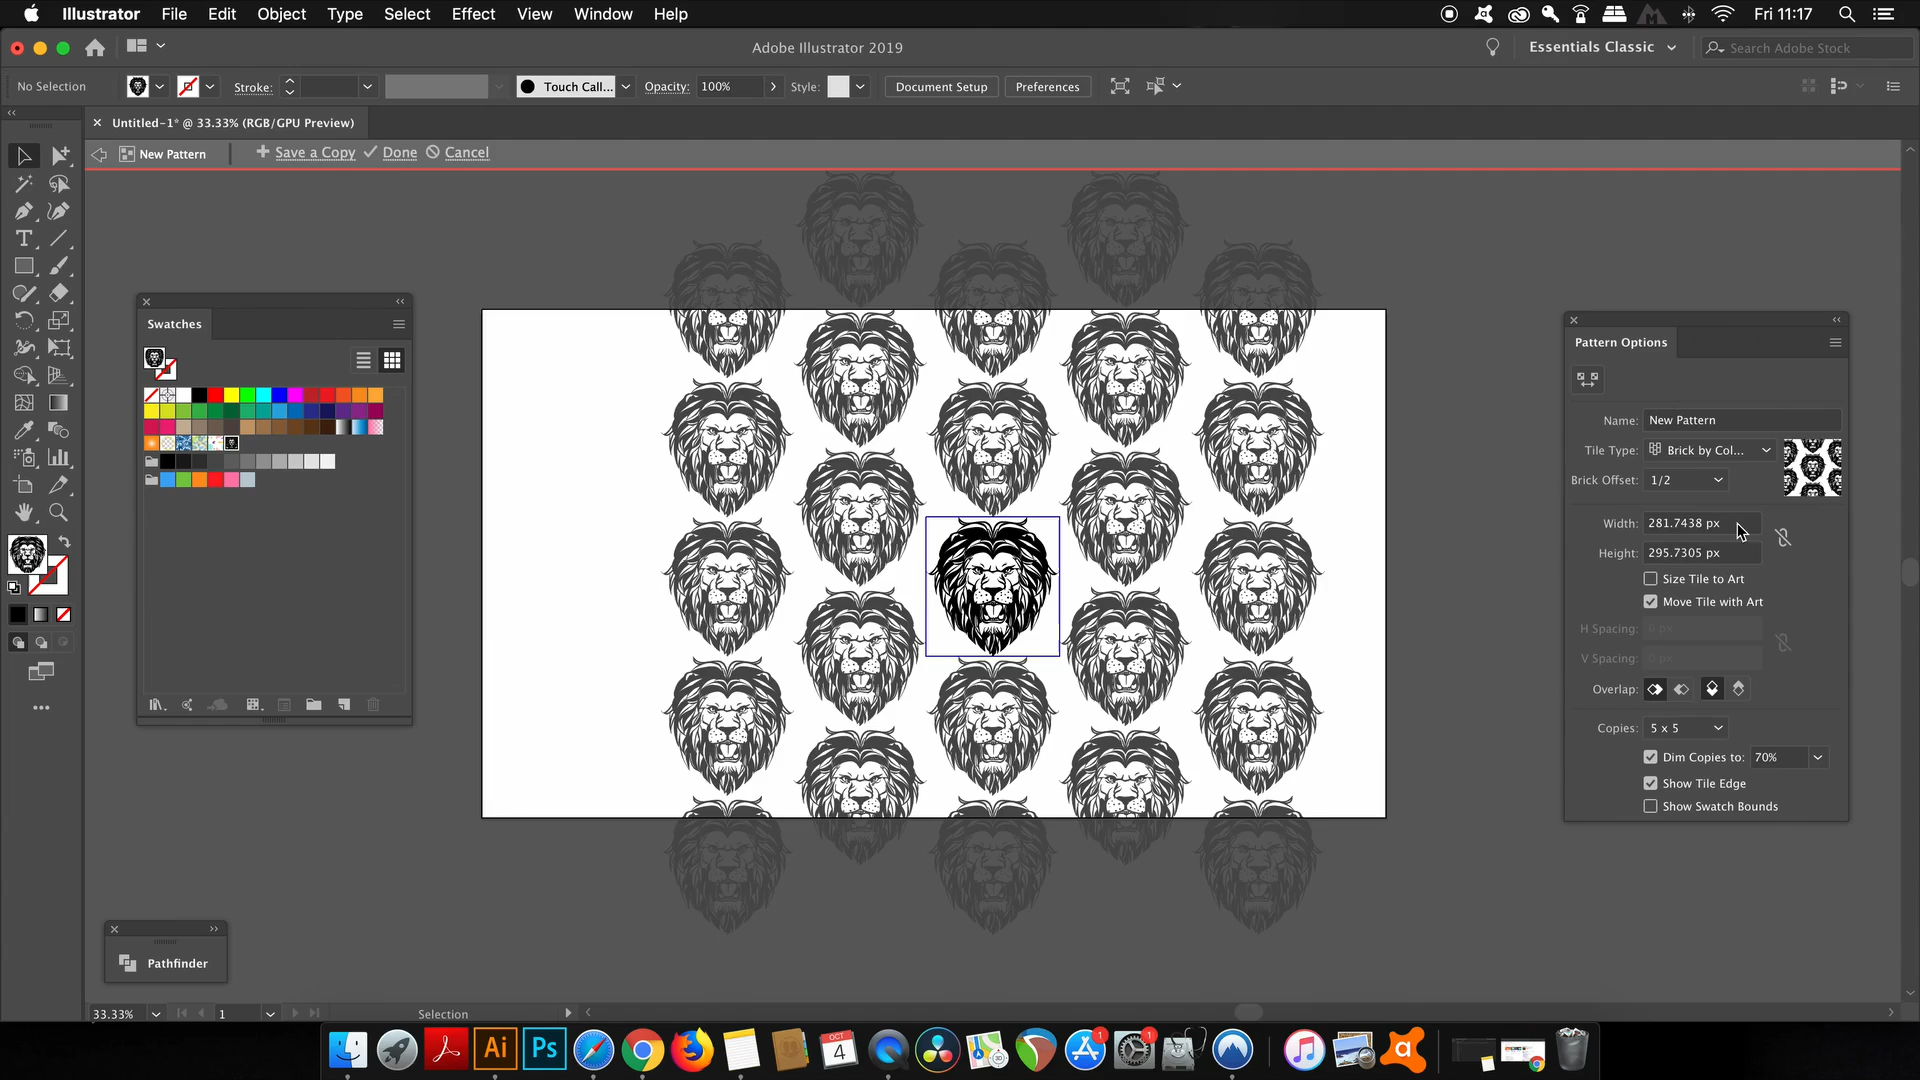 Illustrator File Edit Object Type Select Effect View Window Help Fri 11:17
Adobe Illustrator 2019 Essentials Classic Search Adobe Stock
No Selection Stroke: Touch Call... Opacity: 100% Style: Document Setup Preferences
Untitled-1* @ 33.33% (RGB/GPU Preview)
New Pattern Save a Copy Done Cancel
Swatches
Pattern Options
Name: New Pattern
Tile Type: Brick by Col...
Brick Offset: 1/2
Width: 281.7438 px
Height: 295.7305 px
Size Tile to Art
Move Tile with Art
H Spacing: 0 px
V Spacing: 0 px
Overlap:
Copies: 5 x 5
Dim Copies to: 70%
Show Tile Edge
Show Swatch Bounds
Pathfinder
33.33% 1 Selection
Ai Ps OCT 4 1 1 a